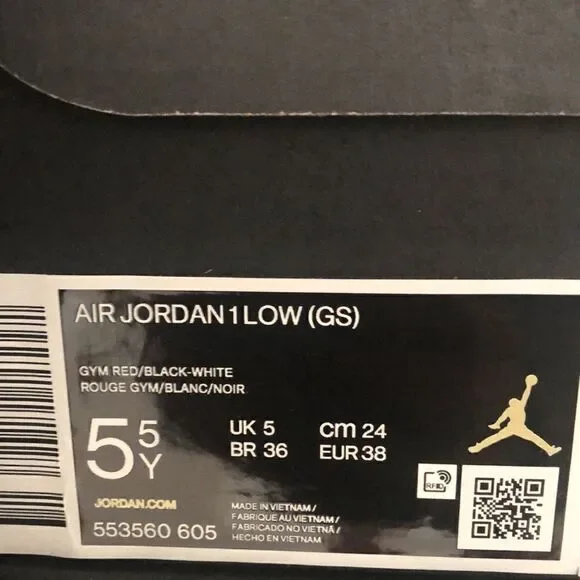 AIR JORDAN 1 LOW (GS)
GYM RED/BLACK-WHITE
ROUGE GYM/BLANC/NOIR
5 5 Y
UK 5 cm 24
BR 36 EUR 38
RFID
JORDAN.COM
553560 605
MADE IN VIETNAM /
FABRIQUE AU VIETNAM /
FABRICADO NO VIETNÃ /
HECHO EN VIETNAM